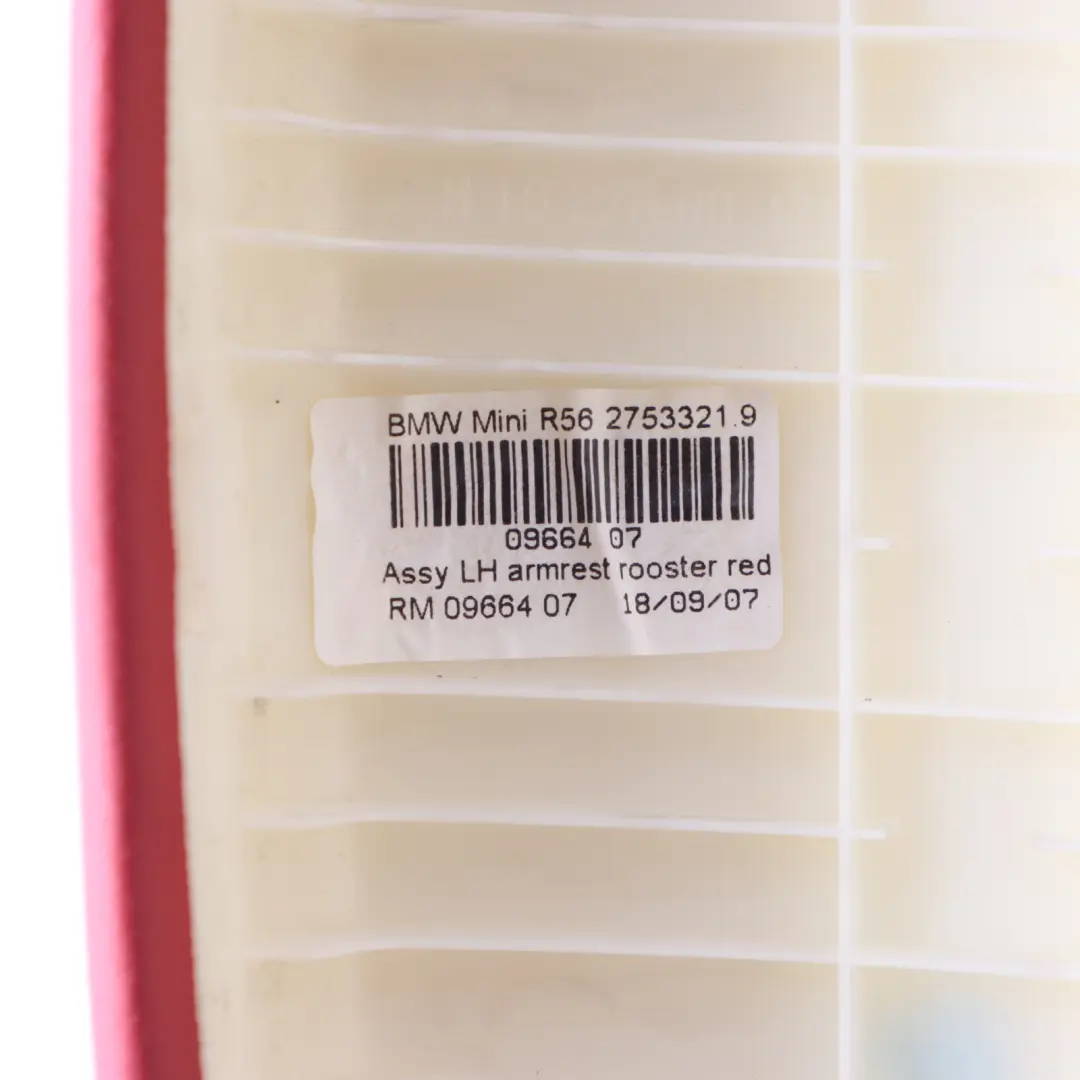 BMW Mini R56 2753321.9
09664 07
Assy LH armrest rooster red
RM 09664 07 18/09/07